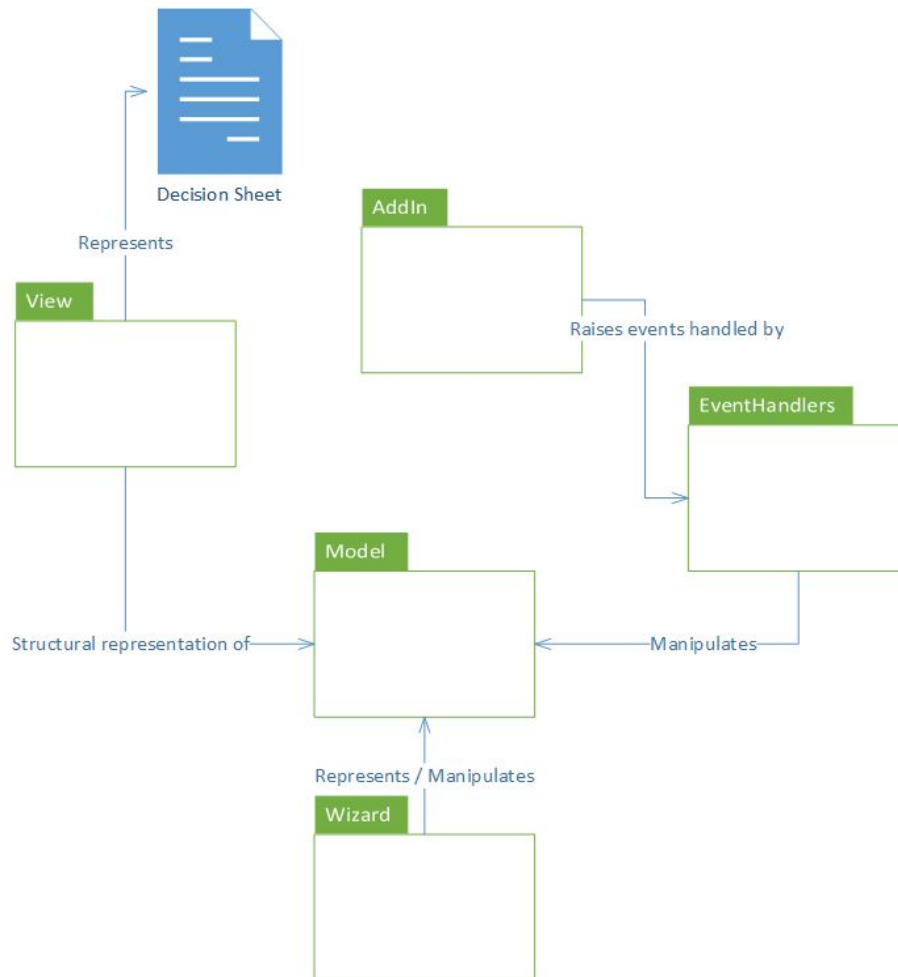 Decision Sheet
AddIn
Represents
View
Raises events handled by
EventHandlers
Model
Structural representation of
Manipulates
Represents / Manipulates
Wizard